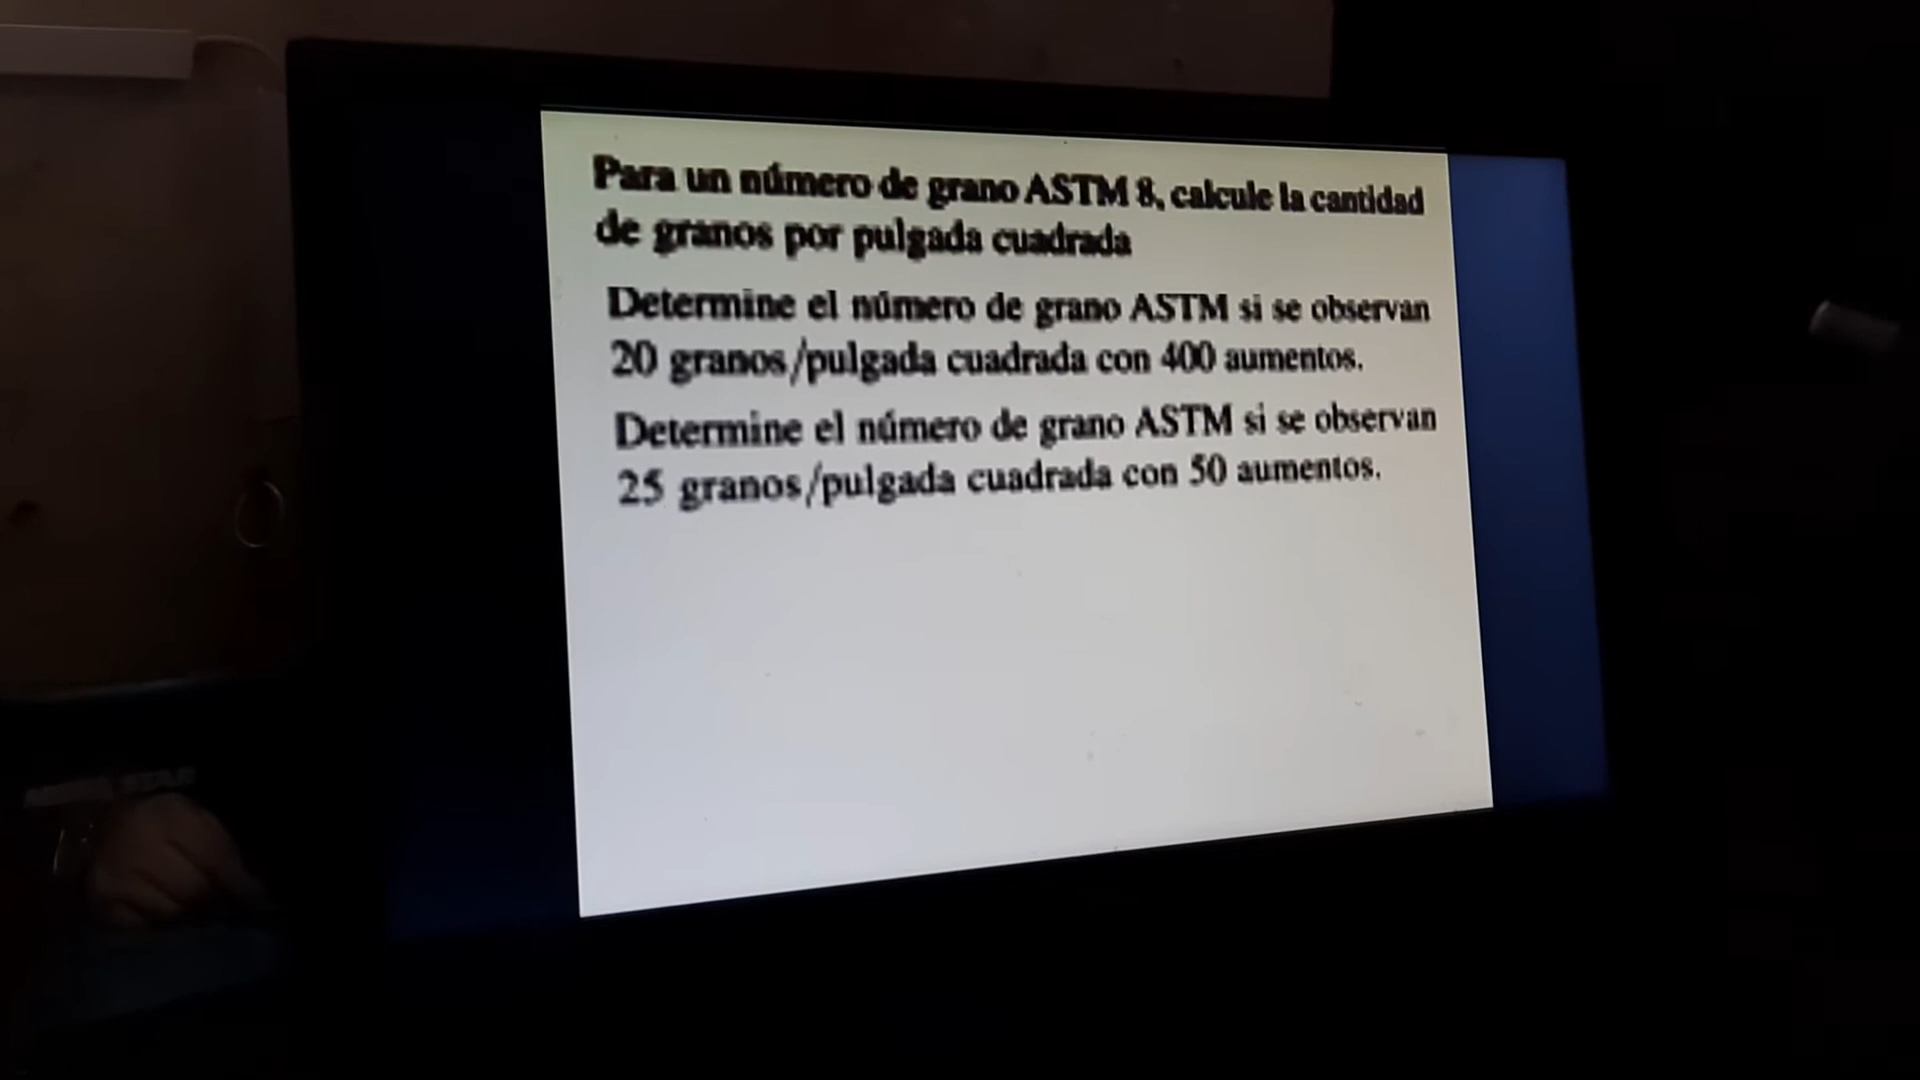 Para un número de grano ASTM 8, calcule la cantidad
de granos por pulgada cuadrada
Determine el número de grano ASTM si se observan
20 granos/pulgada cuadrada con 400 aumentos.
Determine el número de grano ASTM si se observan
25 granos/pulgada cuadrada con 50 aumentos.